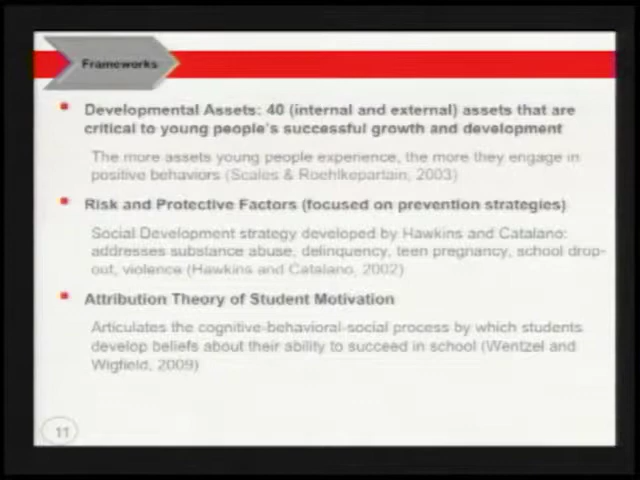 Frameworks
Developmental Assets: 40 (internal and external) assets that are
critical to young people's successful growth and development
The more assets young people experience, the more they engage in
positive behaviors (Scales & Roehlkepartain, 2003)
Risk and Protective Factors (focused on prevention strategies)
Social Development strategy developed by Hawkins and Catalano:
addresses substance abuse, delinquency, teen pregnancy, school drop-
out, violence (Hawkins and Catalano, 2002)
Attribution Theory of Student Motivation
Articulates the cognitive-behavioral-social process by which students
develop beliefs about their ability to succeed in school (Wentzel and
Wigfield, 2009)
11